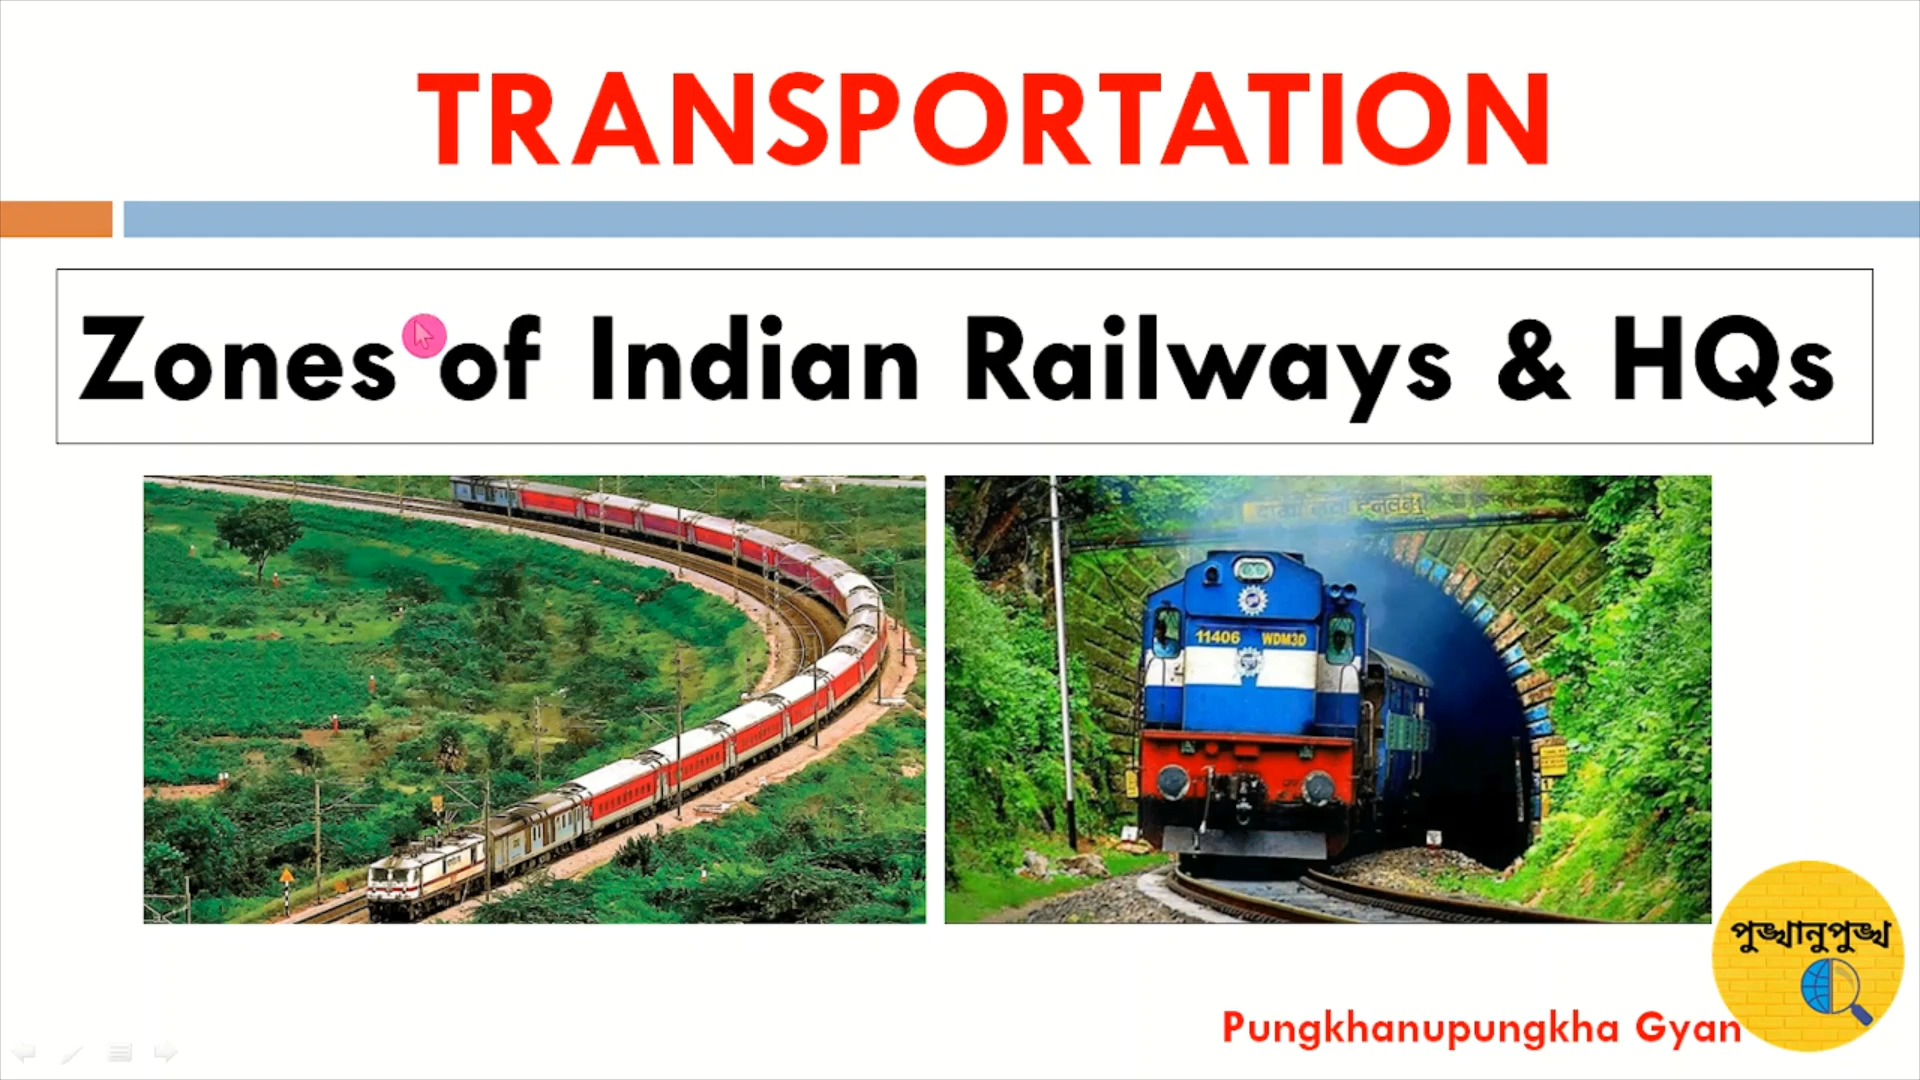 TRANSPORTATION
Zones of Indian Railways & HQs
11406 WDM3D
পুঙ্খানুপুঙ্খ
Pungkhanupungkha Gyan